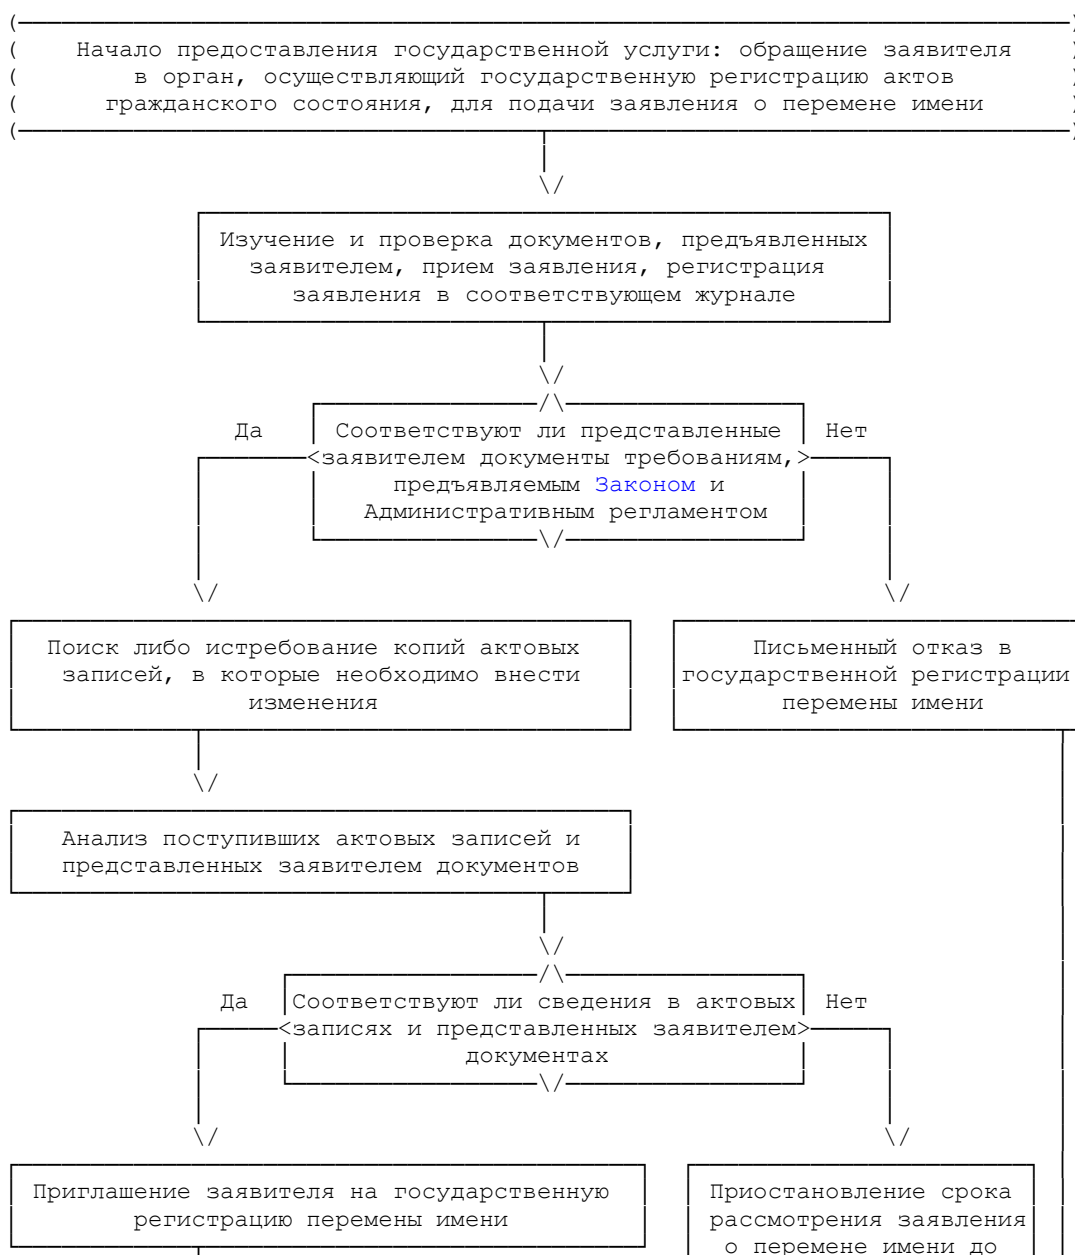 Начало предоставления государственной услуги: обращение заявителя
в орган, осуществляющий государственную регистрацию актов
гражданского состояния, для подачи заявления о перемене имени
Изучение и проверка документов, предъявленных
заявителем, прием заявления, регистрация
заявления в соответствующем журнале
Да
Соответствуют ли представленные
заявителем документы требованиям,
предъявляемым Законом и
Административным регламентом
Нет
Поиск либо истребование копий актовых
записей, в которые необходимо внести
изменения
Письменный отказ в
государственной регистрации
перемены имени
Анализ поступивших актовых записей и
представленных заявителем документов
Да
Соответствуют ли сведения в актовых
записях и представленных заявителем
документах
Нет
Приглашение заявителя на государственную
регистрацию перемены имени
Приостановление срока
рассмотрения заявления
о перемене имени до